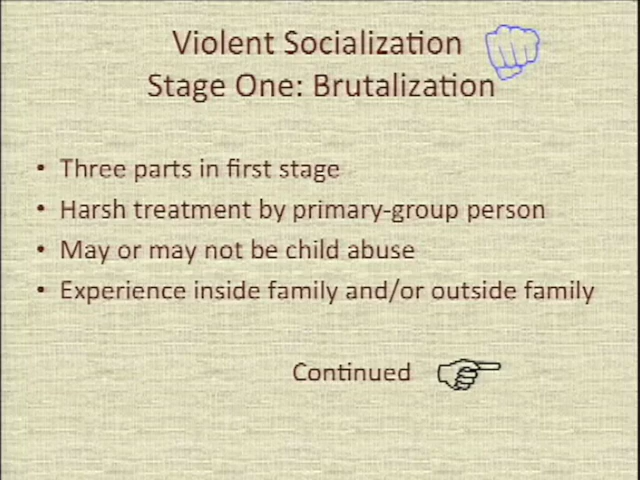 Violent Socialization
Stage One: Brutalization
• Three parts in first stage
• Harsh treatment by primary-group person
• May or may not be child abuse
• Experience inside family and/or outside family
Continued